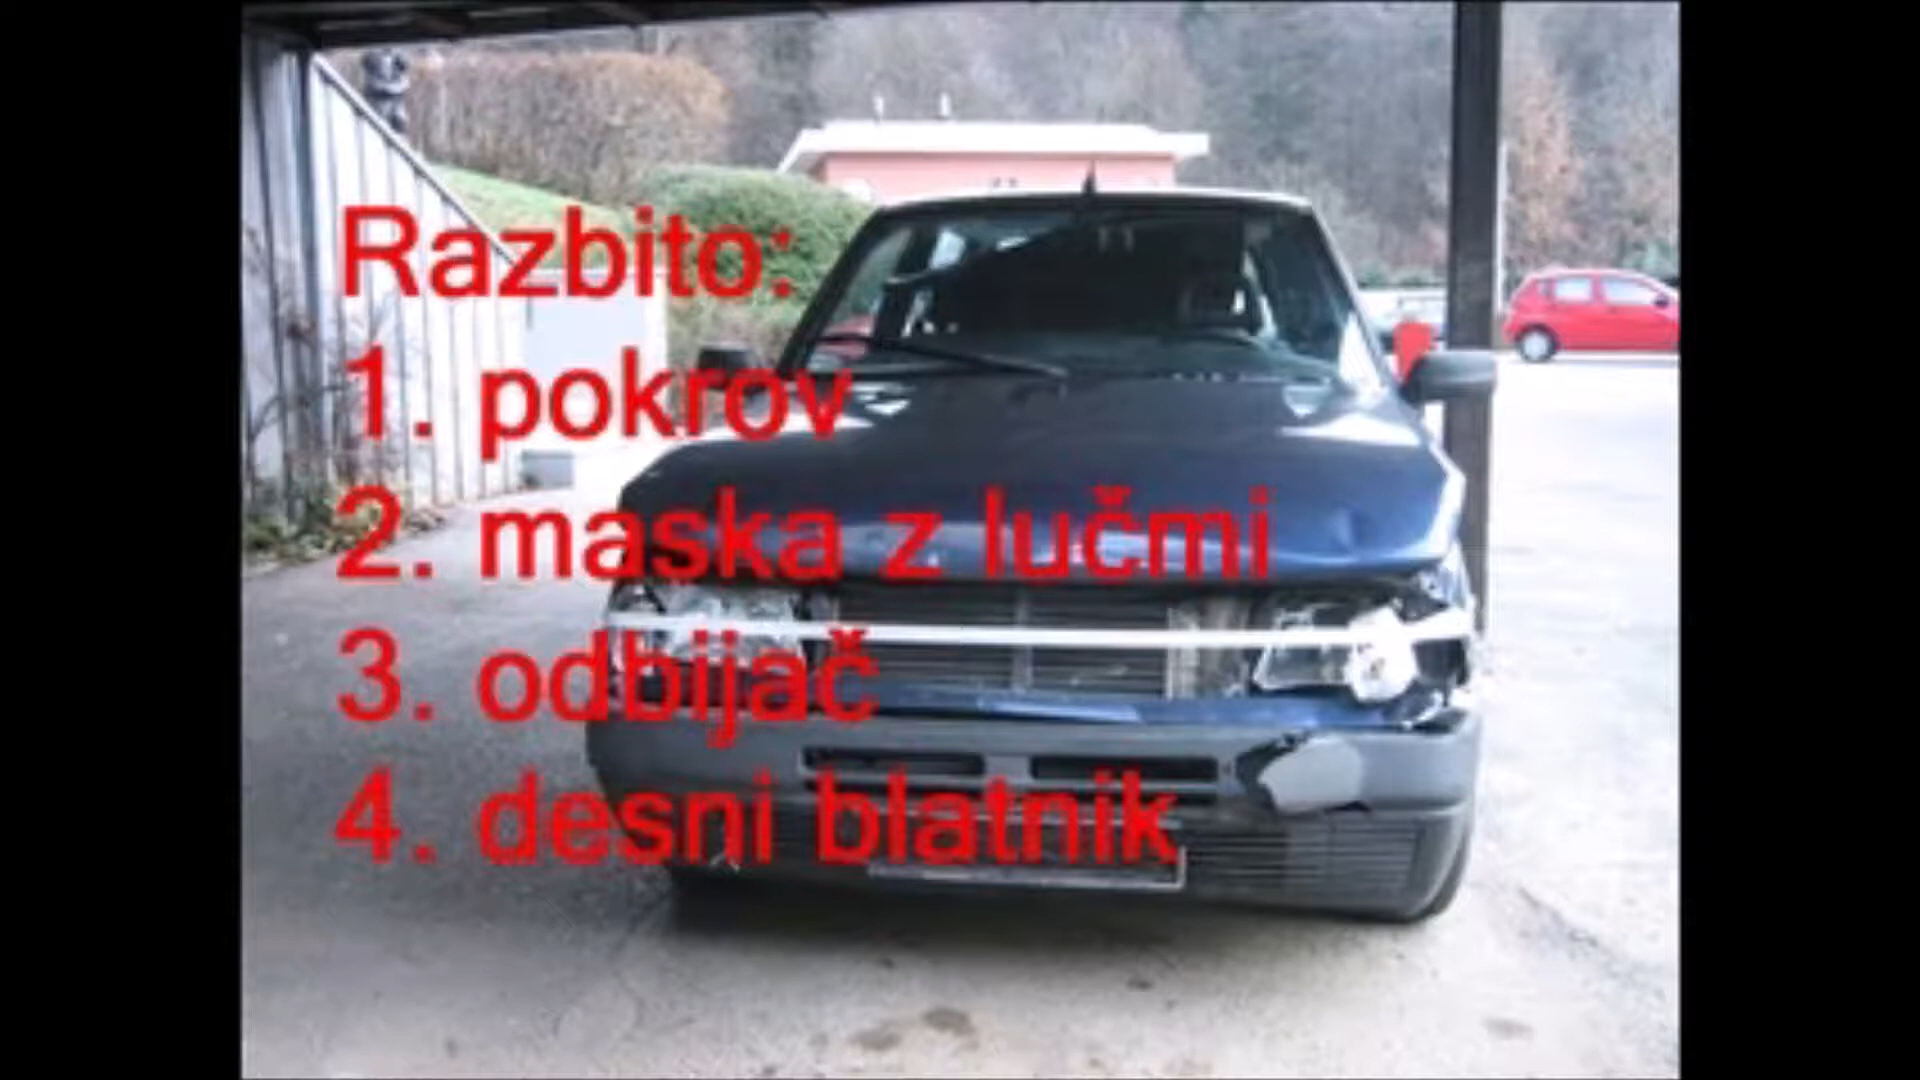 Razbito:
1. pokrov
2. maska z lučmi
3. odbijač
4. desni blatnik